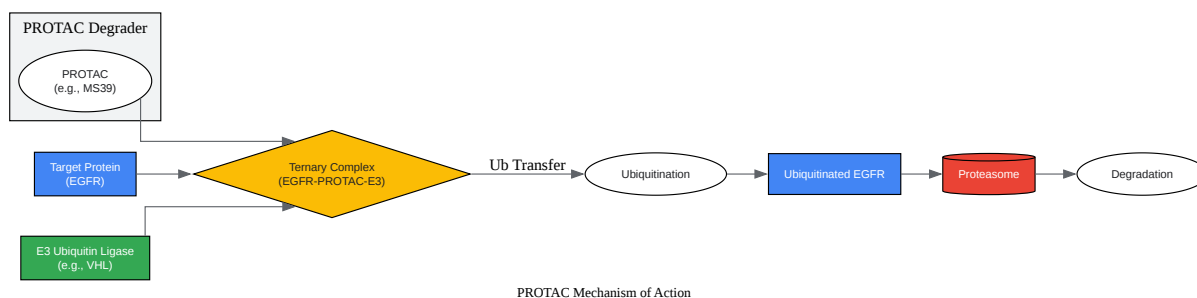 PROTAC Degrader
PROTAC
(e.g., MS39)
Target Protein
(EGFR)
E3 Ubiquitin Ligase
(e.g., VHL)
Ternary Complex
(EGFR-PROTAC-E3)
Ub Transfer
Ubiquitination
Ubiquitinated EGFR
Proteasome
Degradation
PROTAC Mechanism of Action